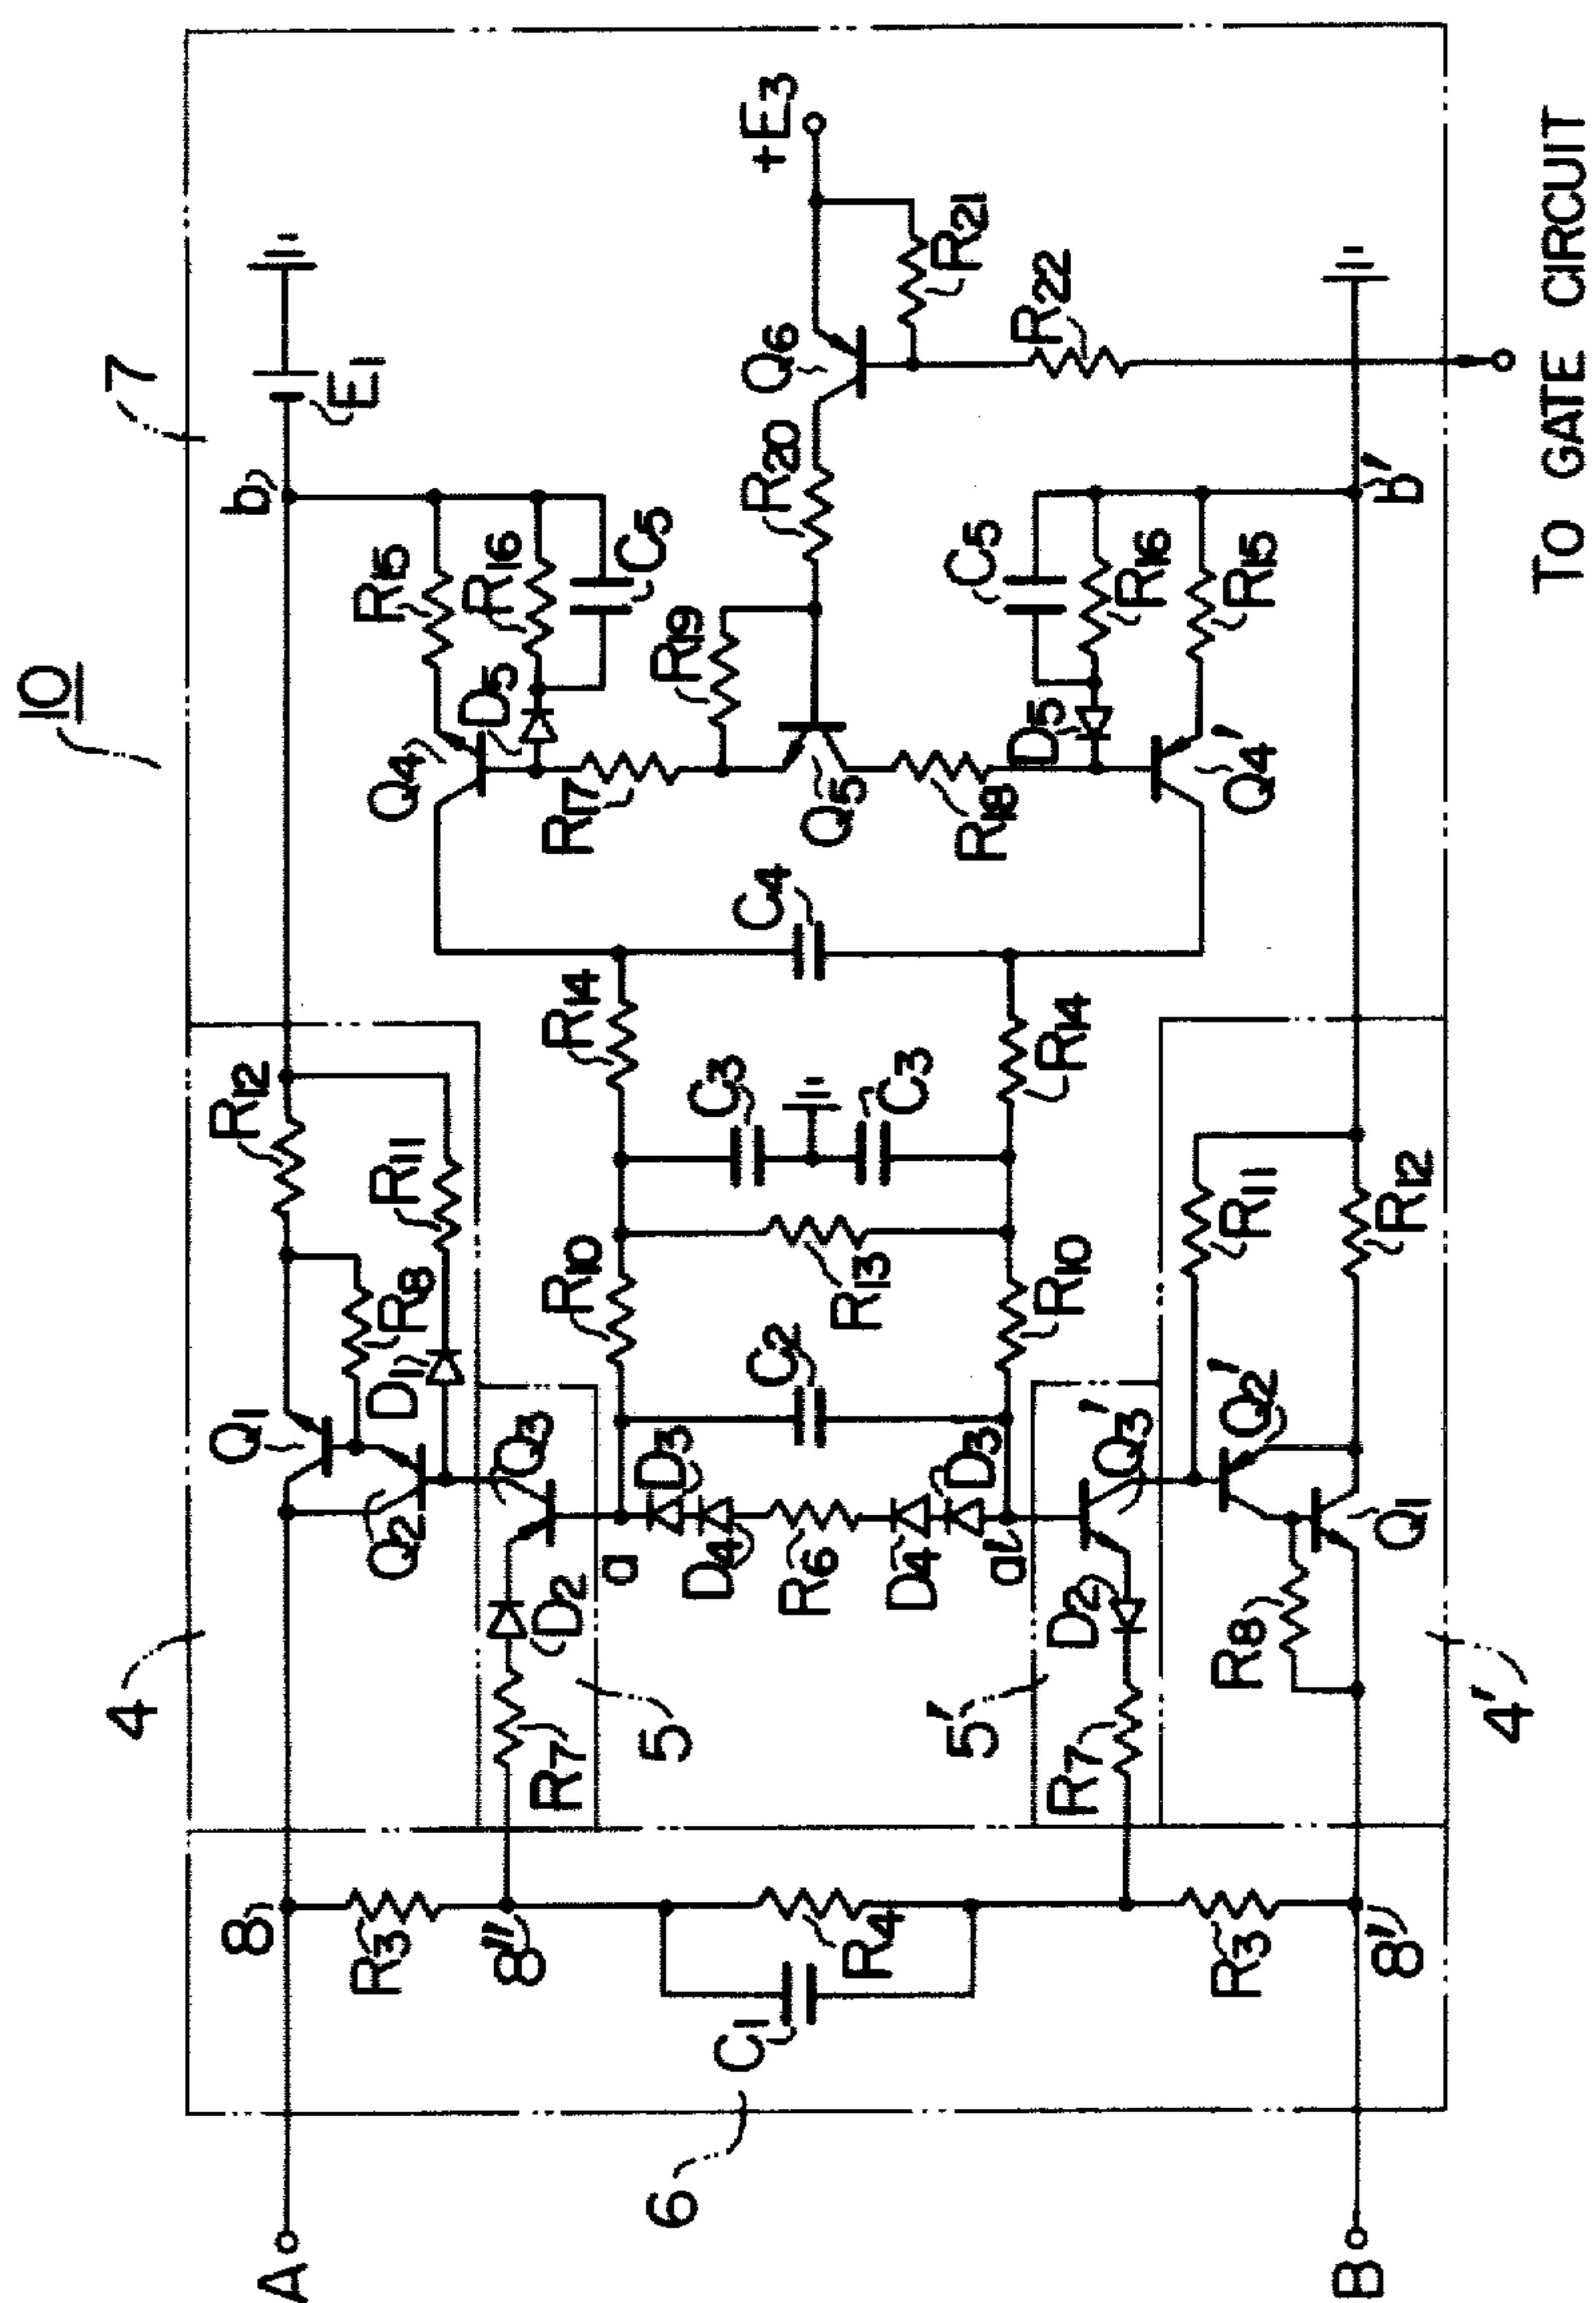 10
4
7
A
8
Q1
R12
b
R3
Q2
D1
R8
R11
Q4
R15
E1
8"
Q3
D5
R16
R7
D2
a
R10
R14
R17
C5
6
5
D3
R19
D4
C3
C1
C2
C4
R20
Q6
+E3
R6
R13
Q5
R4
C3
D4
5'
D3
R18
C5
R21
a'
D5
R22
R7
D2
Q3'
R10
R14
R16
R3
R8
Q2'
R11
Q4'
R15
B
8'
Q1
R12
b'
4'
TO GATE CIRCUIT